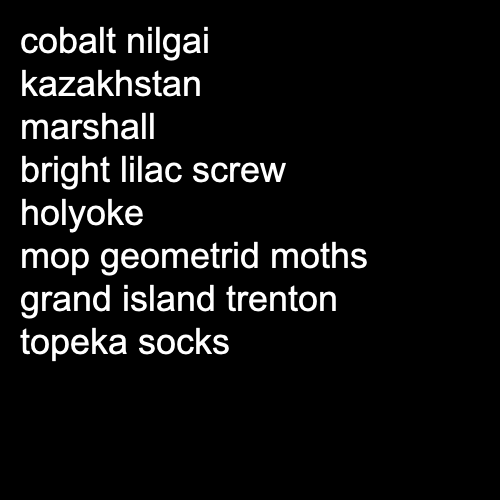 cobalt nilgai
kazakhstan
marshall
bright lilac screw
holyoke
mop geometrid moths
grand island trenton
topeka socks